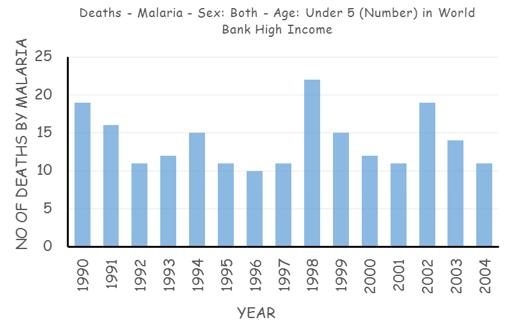 Deaths - Malaria - Sex: Both - Age: Under 5 (Number) in World
Bank High Income
NO OF DEATHS BY MALARIA
25
20
15
10
5
0
1990 1991 1992 1993 1994 1995 1996 1997 1998 1999 2000 2001 2002 2003 2004
YEAR